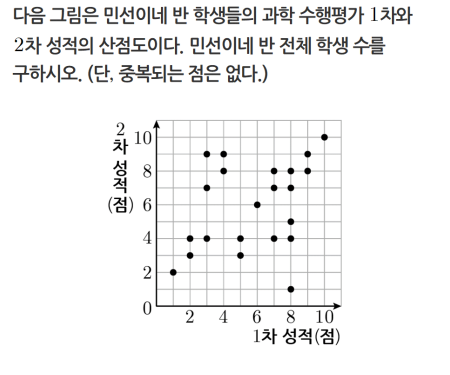 다음 그림은 민선이네 반 학생들의 과학 수행평가 1차와
2차 성적의 산점도이다. 민선이네 반 전체 학생 수를
구하시오. (단, 중복되는 점은 없다.)
2차 성적(점)
10
8
6
4
2
0
2 4 6 8 10
1차 성적(점)